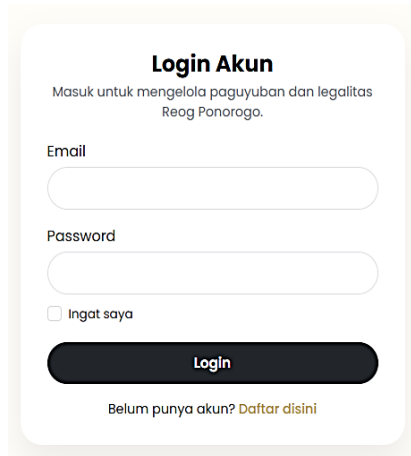 Login Akun
Masuk untuk mengelola paguyuban dan legalitas
Reog Ponorogo.
Email
Password
Ingat saya
Login
Belum punya akun? Daftar disini